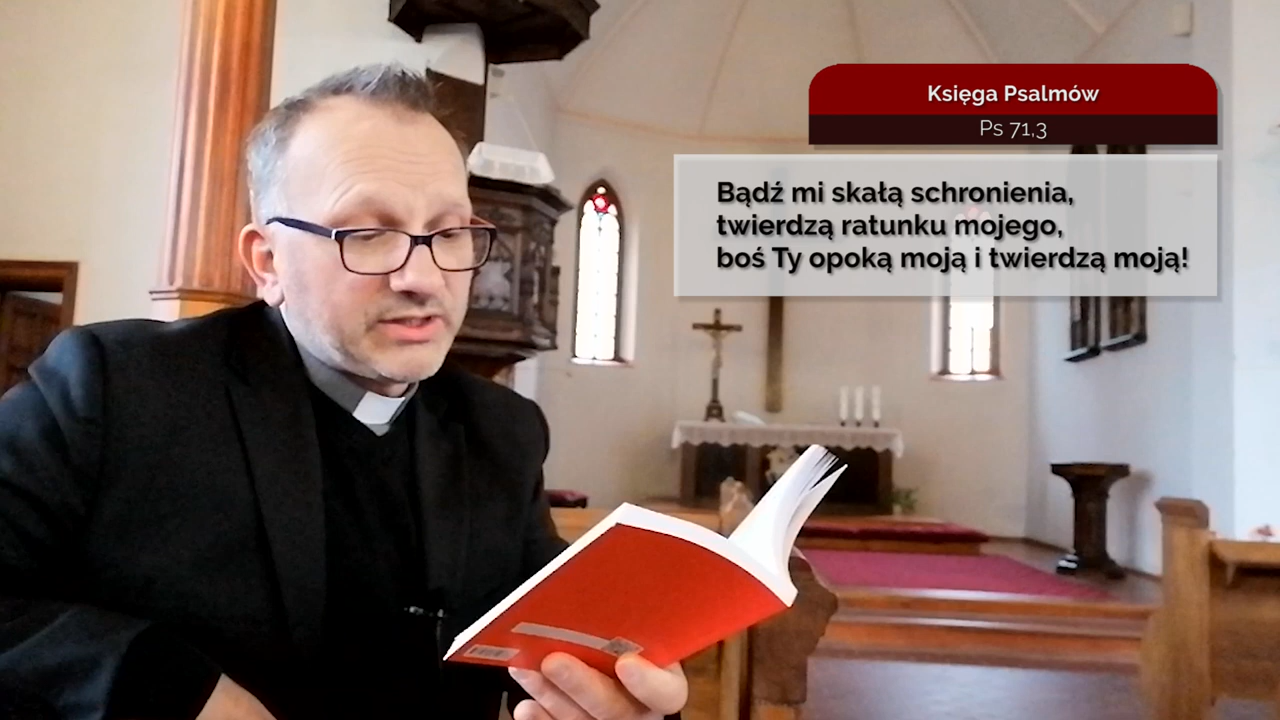 Księga Psalmów
Ps 71,3
Bądź mi skałą schronienia,
twierdzą ratunku mojego,
boś Ty opoką moją i twierdzą moją!